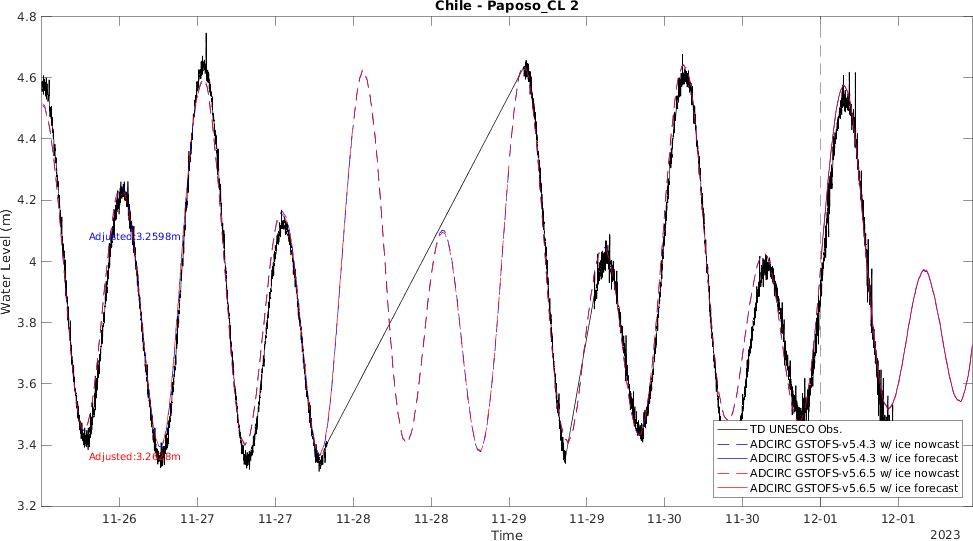 Chile - Paposo_CL 2
4.8
4.6
4.4
4.2
4
3.8
3.6
3.4
3.2
Water Level (m)
Adjusted:3.2598m
TD UNESCO Obs.
ADCIRC GSTOFS-v5.4.3 w/ ice nowcast
ADCIRC GSTOFS-v5.4.3 w/ ice forecast
ADCIRC GSTOFS-v5.6.5 w/ ice nowcast
ADCIRC GSTOFS-v5.6.5 w/ ice forecast
11-26 11-27 11-27 11-28 11-28 11-29 11-29 11-30 11-30 12-01 12-01
Time
2023